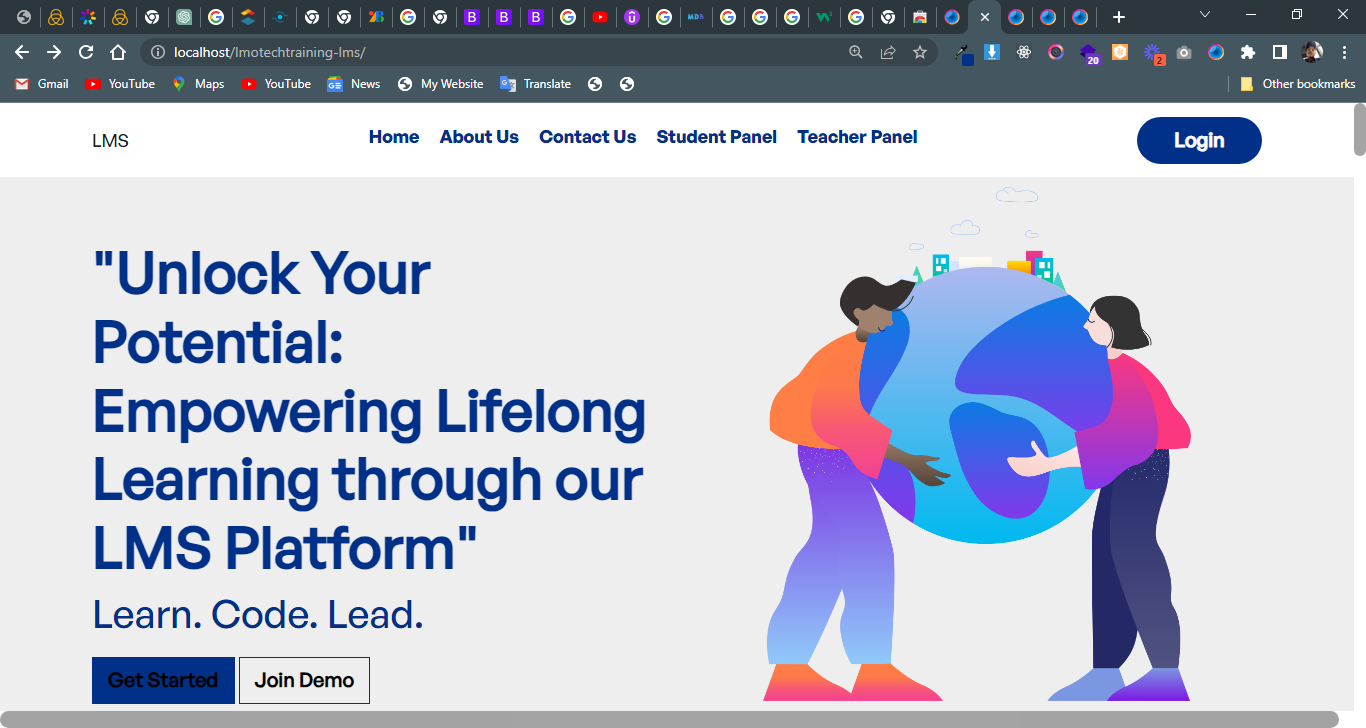 localhost/lmotechtraining-lms/
20
2
Gmail YouTube Maps YouTube News My Website Translate Other bookmarks
LMS Home About Us Contact Us Student Panel Teacher Panel Login
"Unlock Your
Potential:
Empowering Lifelong
Learning through our
LMS Platform"
Learn. Code. Lead.
Get Started Join Demo